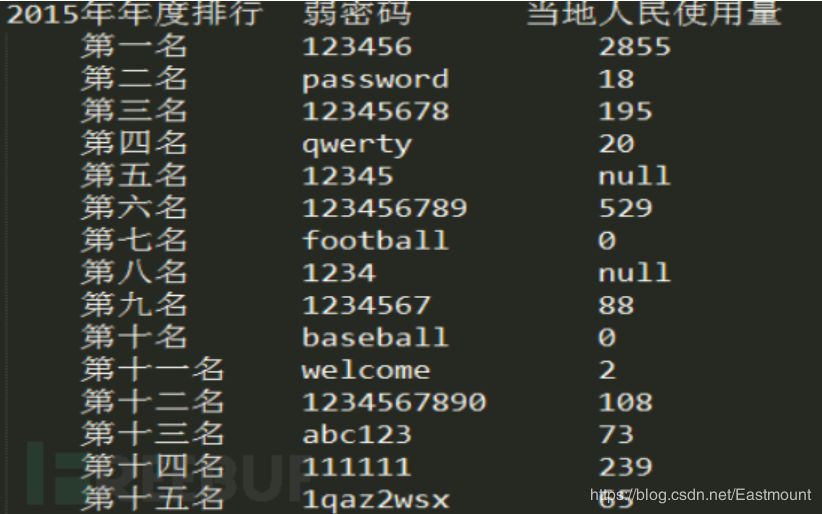 2015年年度排行 弱密码 当地人民使用量
第一名 123456 2855
第二名 password 18
第三名 12345678 195
第四名 qwerty 20
第五名 12345 null
第六名 123456789 529
第七名 football 0
第八名 1234 null
第九名 1234567 88
第十名 baseball 0
第十一名 welcome 2
第十二名 1234567890 108
第十三名 abc123 73
第十四名 111111 239
第十五名 1qaz2wsx
https://blog.csdn.net/Eastmount